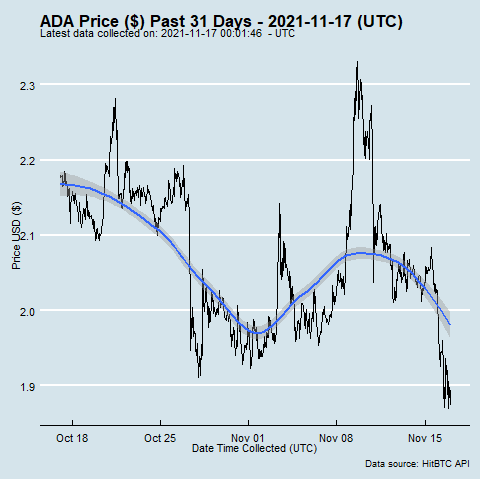 ADA Price ($) Past 31 Days - 2021-11-17 (UTC)
Latest data collected on: 2021-11-17 00:01:46 - UTC
2.3
2.2
2.1
2.0
1.9
Price USD ($)
Oct 18 Oct 25 Nov 01 Nov 08 Nov 15
Date Time Collected (UTC)
Data source: HitBTC API